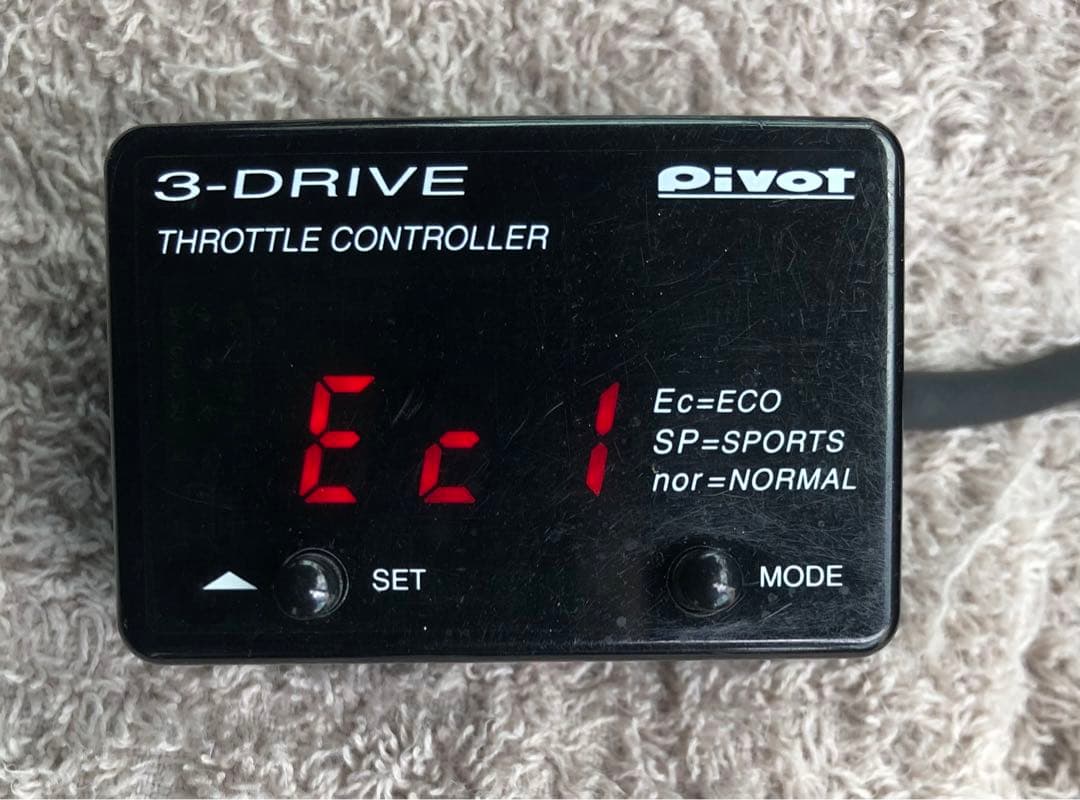 3-DRIVE
Pivot
THROTTLE CONTROLLER
Ec 1
Ec=ECO
SP=SPORTS
nor=NORMAL
SET
MODE